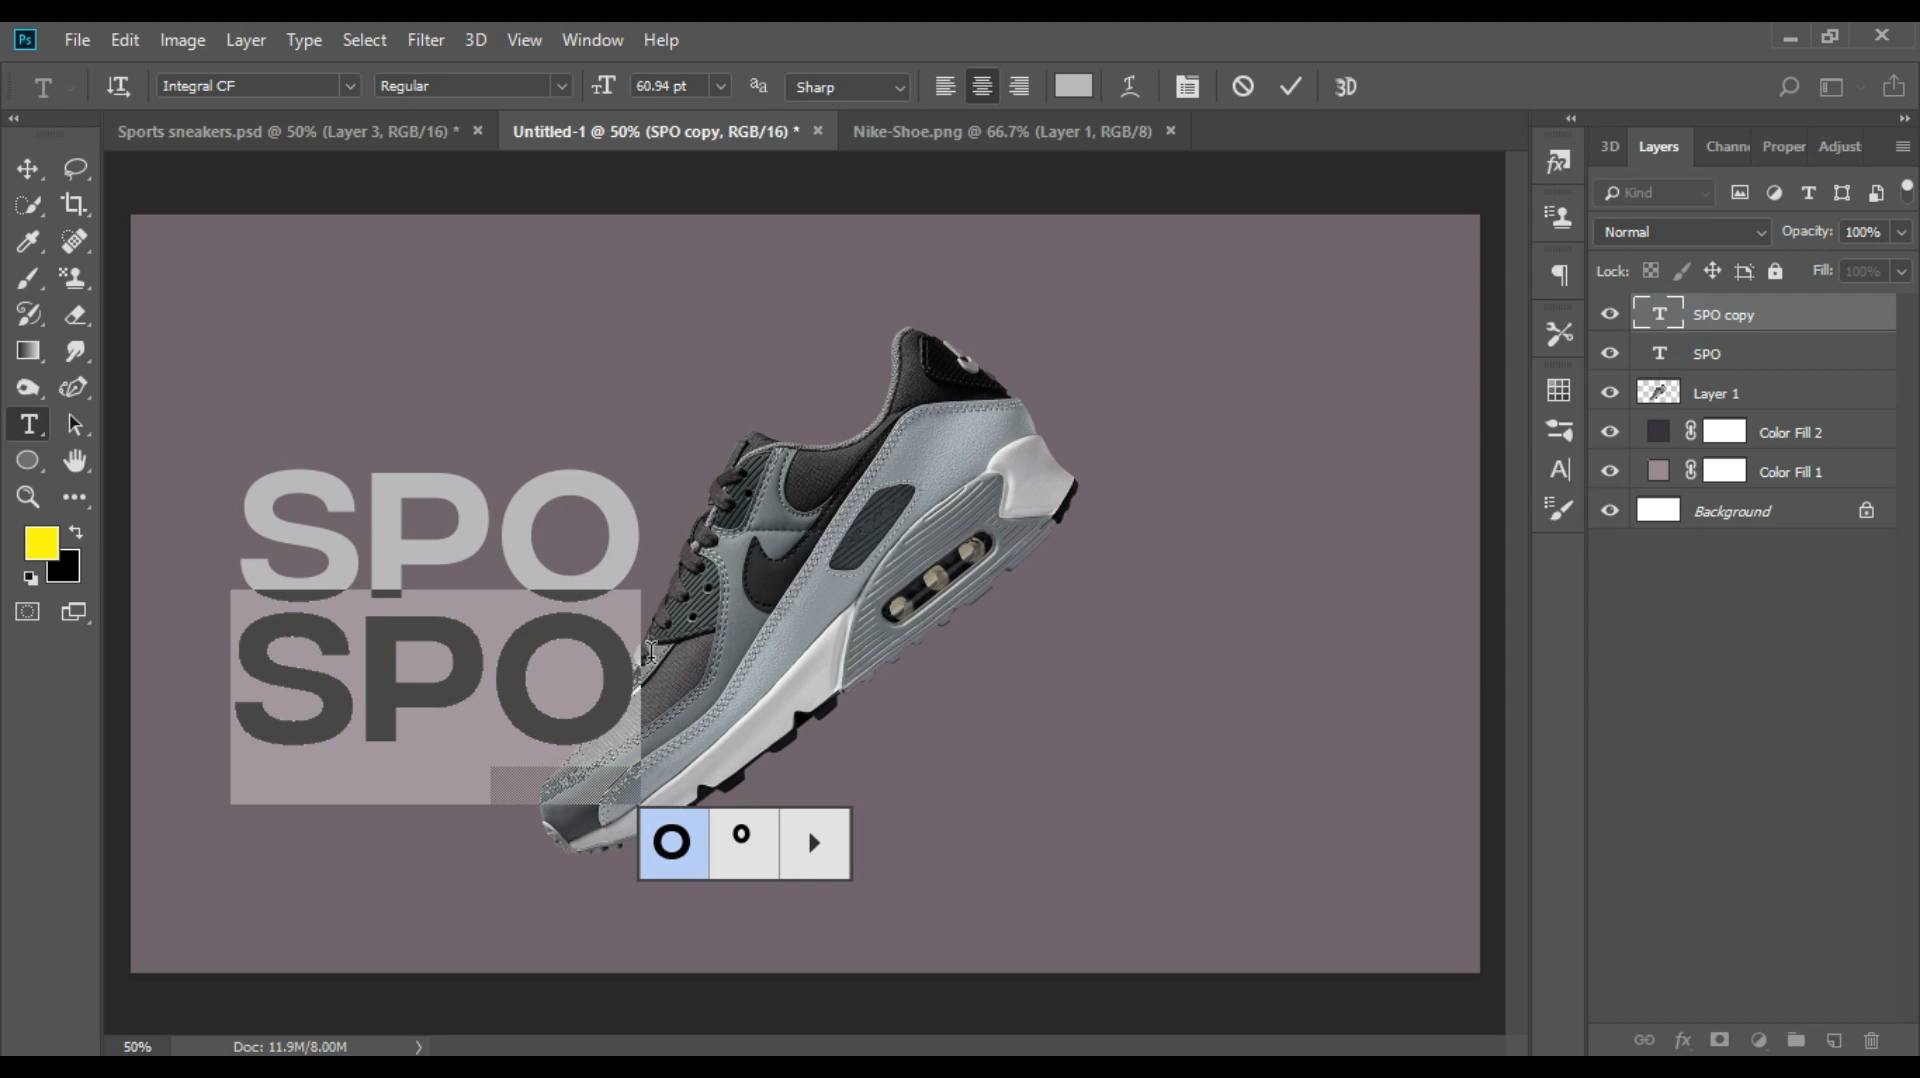 Ps File Edit Image Layer Type Select Filter 3D View Window Help
T Integral CF Regular 60.94 pt aa Sharp 3D
Sports sneakers.psd @ 50% (Layer 3, RGB/16) * × Untitled-1 @ 50% (SPO copy, RGB/16) * × Nike-Shoe.png @ 66.7% (Layer 1, RGB/8) ×
3D Layers Channe Proper Adjust
Kind
Normal Opacity: 100%
Lock: Fill: 100%
T SPO copy
T SPO
Layer 1
Color Fill 2
Color Fill 1
Background
SPO
SPO
50% Doc: 11.9M/8.00M